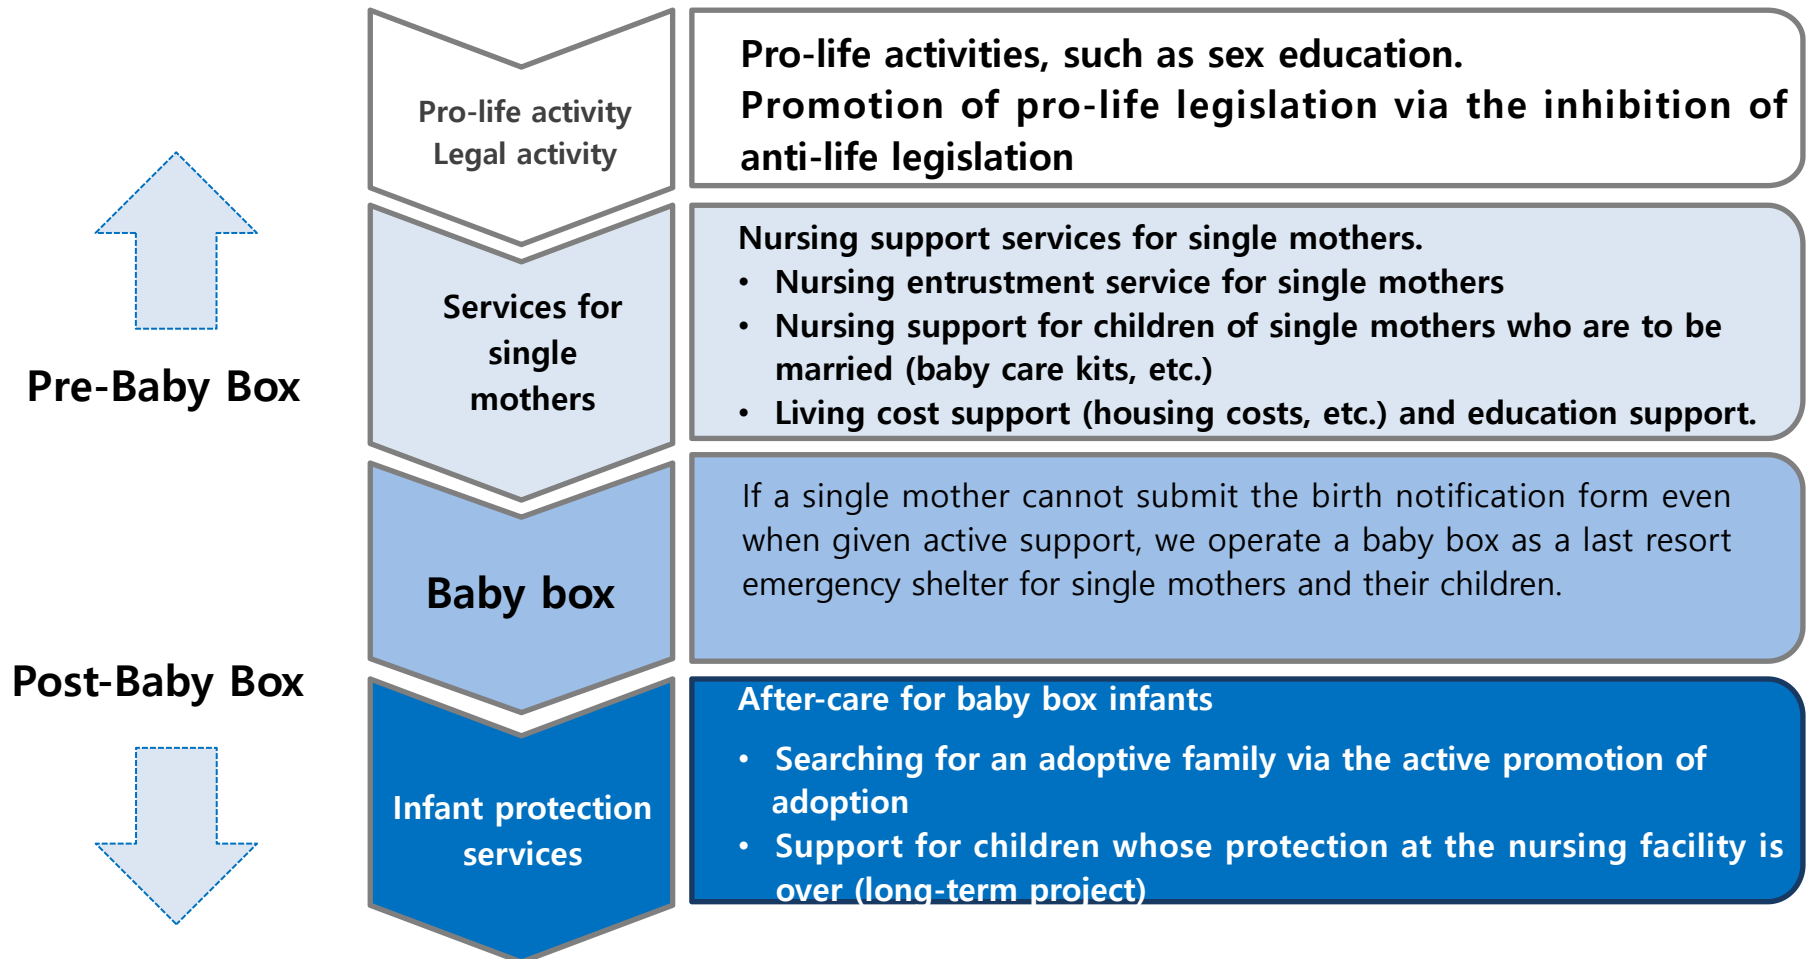 Pro-life activity
Legal activity
Pro-life activities, such as sex education.
Promotion of pro-life legislation via the inhibition of
anti-life legislation
Pre-Baby Box
Services for
single
mothers
Nursing support services for single mothers.
• Nursing entrustment service for single mothers
• Nursing support for children of single mothers who are to be
married (baby care kits, etc.)
• Living cost support (housing costs, etc.) and education support.
Baby box
If a single mother cannot submit the birth notification form even
when given active support, we operate a baby box as a last resort
emergency shelter for single mothers and their children.
Post-Baby Box
Infant protection
services
After-care for baby box infants
• Searching for an adoptive family via the active promotion of
adoption
• Support for children whose protection at the nursing facility is
over (long-term project)